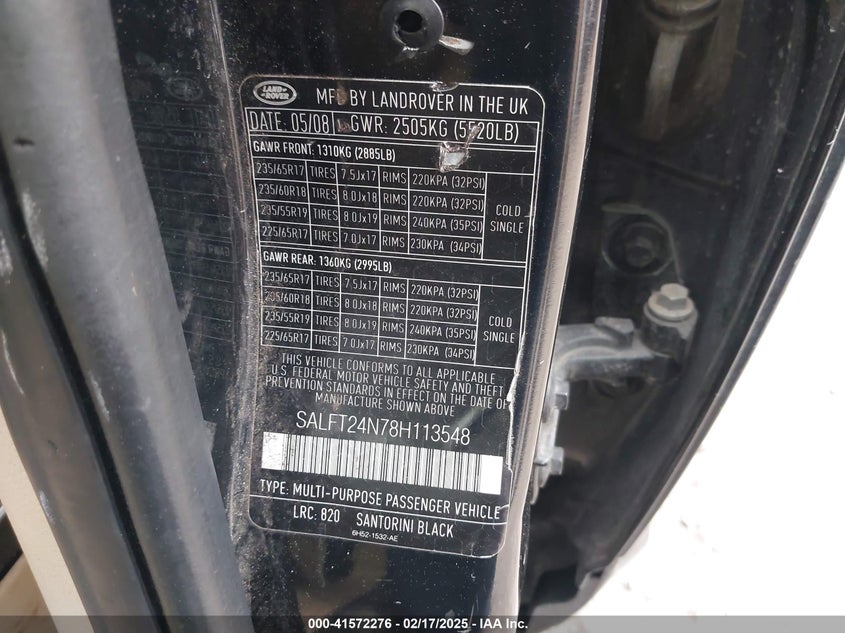 LAND
ROVER
MFD BY LANDROVER IN THE UK
DATE: 05/08 GWR: 2505KG (5520LB)
GAWR FRONT: 1310KG (2885LB)
235/65R17 TIRES 7.5Jx17 RIMS 220KPA (32PSI)
235/60R18 TIRES 8.0Jx18 RIMS 220KPA (32PSI)
235/55R19 TIRES 8.0Jx19 RIMS 240KPA (35PSI)
225/65R17 TIRES 7.0Jx17 RIMS 230KPA (34PSI)
COLD
SINGLE
GAWR REAR: 1360KG (2995LB)
235/65R17 TIRES 7.5Jx17 RIMS 220KPA (32PSI)
235/60R18 TIRES 8.0Jx18 RIMS 220KPA (32PSI)
235/55R19 TIRES 8.0Jx19 RIMS 240KPA (35PSI)
225/65R17 TIRES 7.0Jx17 RIMS 230KPA (34PSI)
COLD
SINGLE
THIS VEHICLE CONFORMS TO ALL APPLICABLE
U.S. FEDERAL MOTOR VEHICLE SAFETY AND THEFT
PREVENTION STANDARDS IN EFFECT ON THE DATE OF
MANUFACTURE SHOWN ABOVE
SALFT24N78H113548
TYPE: MULTI-PURPOSE PASSENGER VEHICLE
LRC: 820 SANTORINI BLACK
6H52-1532-AE
000-41572276 - 02/17/2025 - IAA Inc.